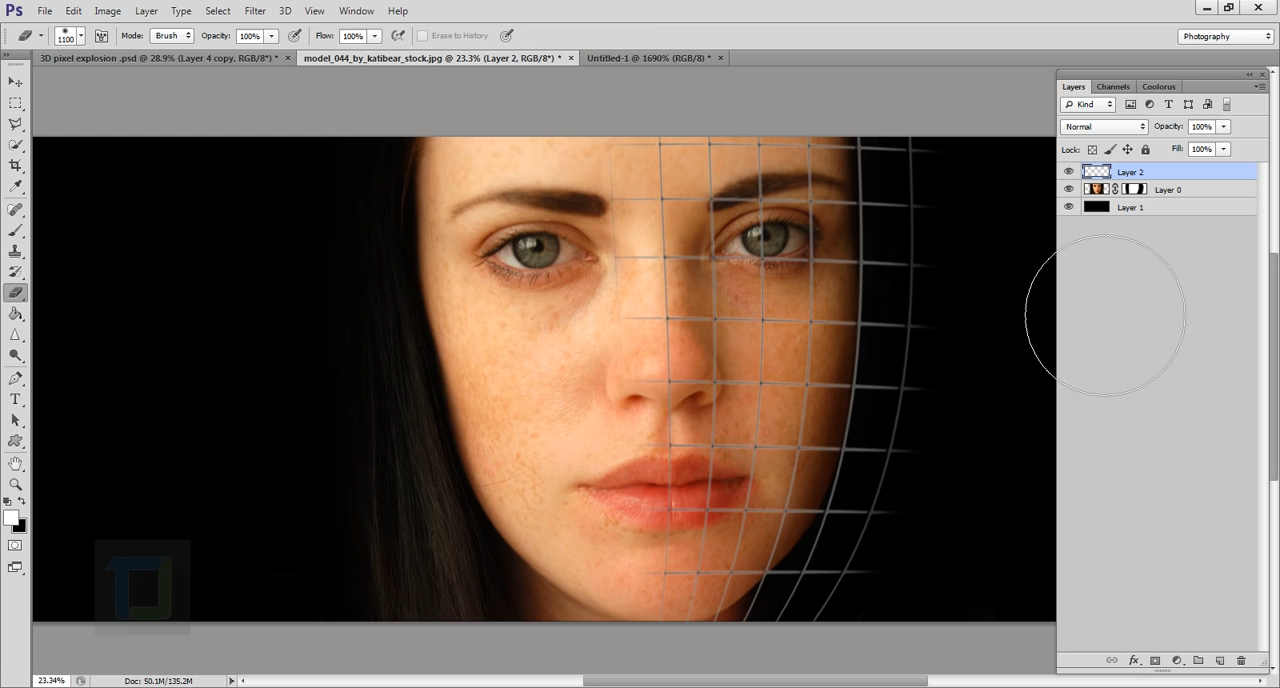 Ps File Edit Image Layer Type Select Filter 3D View Window Help
1100 Mode: Brush Opacity: 100% Flow: 100% Erase to History Photography
3D pixel explosion .psd @ 28.9% (Layer 4 copy, RGB/8*) * × model_044_by_katibear_stock.jpg @ 23.3% (Layer 2, RGB/8*) * × Untitled-1 @ 1690% (RGB/8) * ×
Layers Channels Coolorus
Kind
Normal Opacity: 100%
Lock: Fill: 100%
Layer 2
Layer 0
Layer 1
23.34% Doc: 50.1M/135.2M